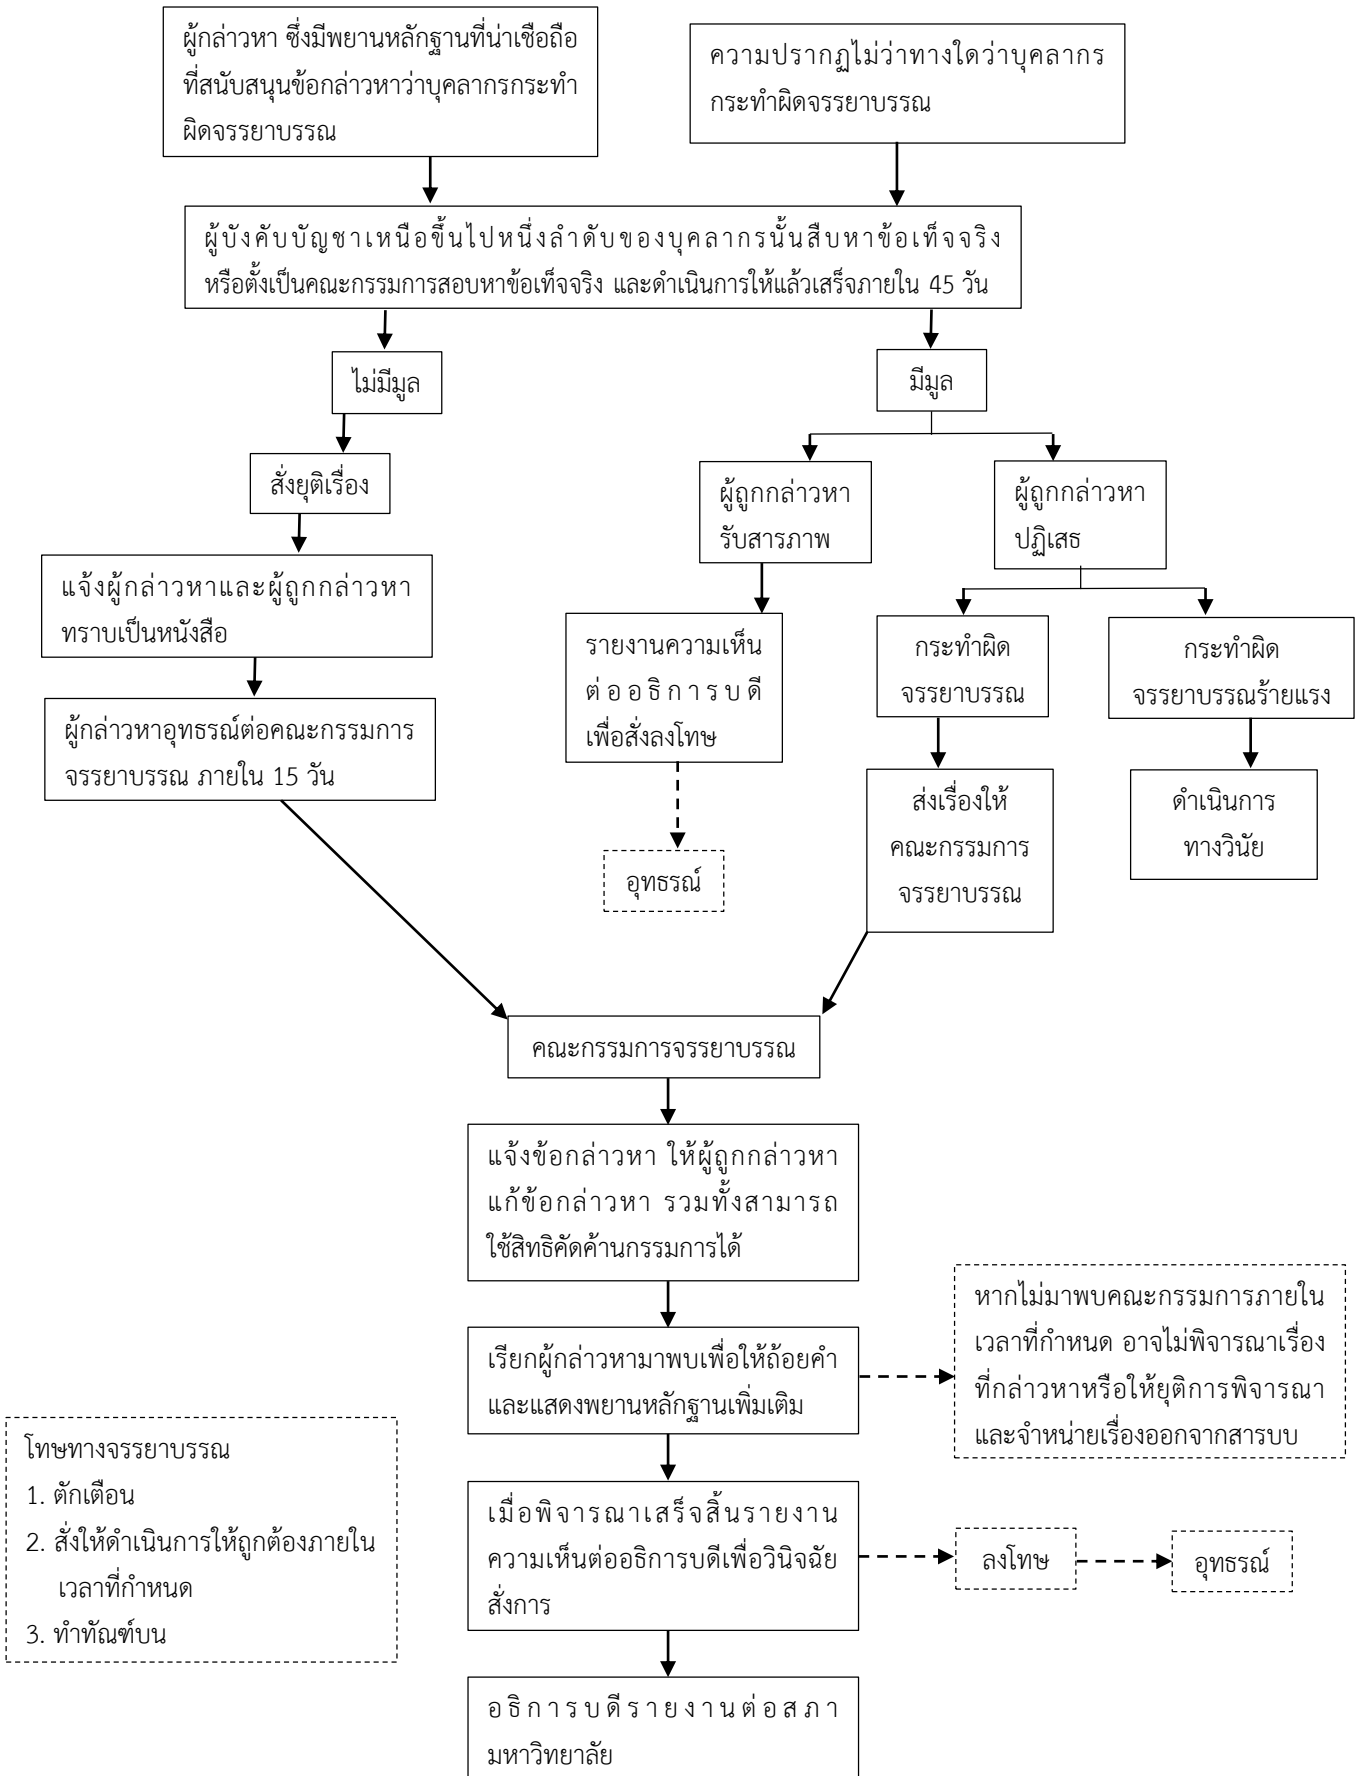 ผู้กล่าวหา ซึ่งมีพยานหลักฐานที่น่าเชือถือ
ที่สนับสนุนข้อกล่าวหาว่าบุคลากรกระทำ
ผิดจรรยาบรรณ
ความปรากฏไม่ว่าทางใดว่าบุคลากร
กระทำผิดจรรยาบรรณ
ผู้บังคับบัญชาเหนือขึ้นไปหนึ่งลำดับของบุคลากรนั้นสืบหาข้อเท็จจริง
หรือตั้งเป็นคณะกรรมการสอบหาข้อเท็จจริง และดำเนินการให้แล้วเสร็จภายใน 45 วัน
ไม่มีมูล
มีมูล
สั่งยุติเรื่อง
ผู้ถูกกล่าวหา
รับสารภาพ
ผู้ถูกกล่าวหา
ปฏิเสธ
แจ้งผู้กล่าวหาและผู้ถูกกล่าวหา
ทราบเป็นหนังสือ
รายงานความเห็น
ต่ออธิการบดี
เพื่อสั่งลงโทษ
กระทำผิด
จรรยาบรรณ
กระทำผิด
จรรยาบรรณร้ายแรง
ผู้กล่าวหาอุทธรณ์ต่อคณะกรรมการ
จรรยาบรรณ ภายใน 15 วัน
ส่งเรื่องให้
คณะกรรมการ
จรรยาบรรณ
ดำเนินการ
ทางวินัย
อุทธรณ์
คณะกรรมการจรรยาบรรณ
แจ้งข้อกล่าวหา ให้ผู้ถูกกล่าวหา
แก้ข้อกล่าวหา รวมทั้งสามารถ
ใช้สิทธิคัดค้านกรรมการได้
เรียกผู้กล่าวหามาพบเพื่อให้ถ้อยคำ
และแสดงพยานหลักฐานเพิ่มเติม
หากไม่มาพบคณะกรรมการภายใน
เวลาที่กำหนด อาจไม่พิจารณาเรื่อง
ที่กล่าวหาหรือให้ยุติการพิจารณา
และจำหน่ายเรื่องออกจากสารบบ
โทษทางจรรยาบรรณ
1. ตักเตือน
2. สั่งให้ดำเนินการให้ถูกต้องภายใน
เวลาที่กำหนด
3. ทำทัณฑ์บน
เมื่อพิจารณาเสร็จสิ้นรายงาน
ความเห็นต่ออธิการบดีเพื่อวินิจฉัย
สั่งการ
ลงโทษ
อุทธรณ์
อธิการบดีรายงานต่อสภา
มหาวิทยาลัย